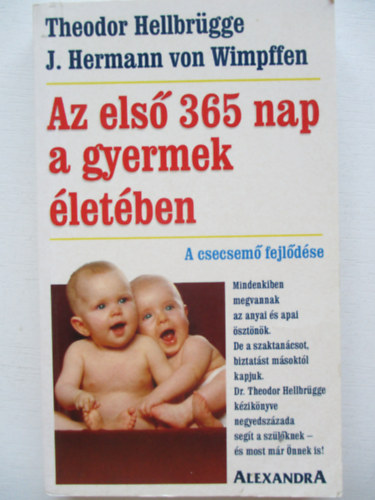 Theodor Hellbrügge
J. Hermann von Wimpffen
Az első 365 nap
a gyermek
életében
A csecsemő fejlődése
Mindenkiben
megvannak
az anyai és apai
ösztönök.
De a szaktanácsot,
biztatást másoktól
kapjuk.
Dr. Theodor Hellbrügge
kézikönyve
negyedszázada
segít a szülőknek –
és most már Önnek is!
ALEXANDRA